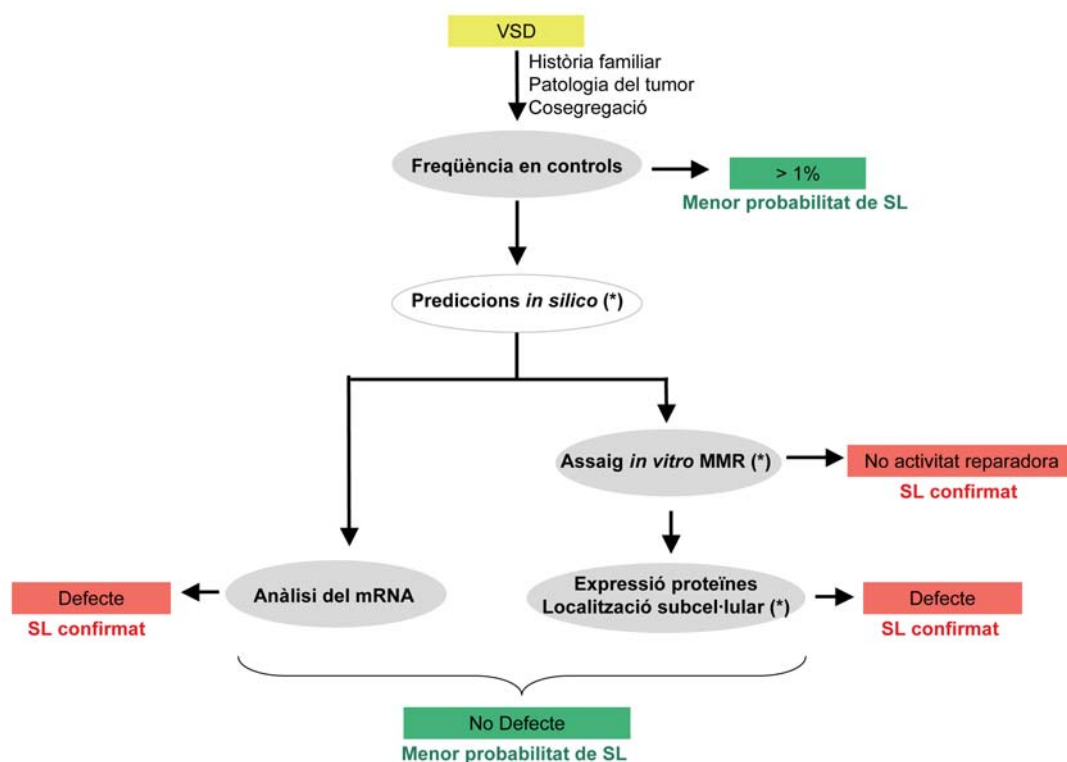 VSD
Història familiar
Patologia del tumor
Cosegregació
Freqüència en controls
> 1%
Menor probabilitat de SL
Prediccions in silico (*)
Assaig in vitro MMR (*)
No activitat reparadora
SL confirmat
Defecte
SL confirmat
Anàlisi del mRNA
Expressió proteïnes
Localització subcel·lular (*)
Defecte
SL confirmat
No Defecte
Menor probabilitat de SL